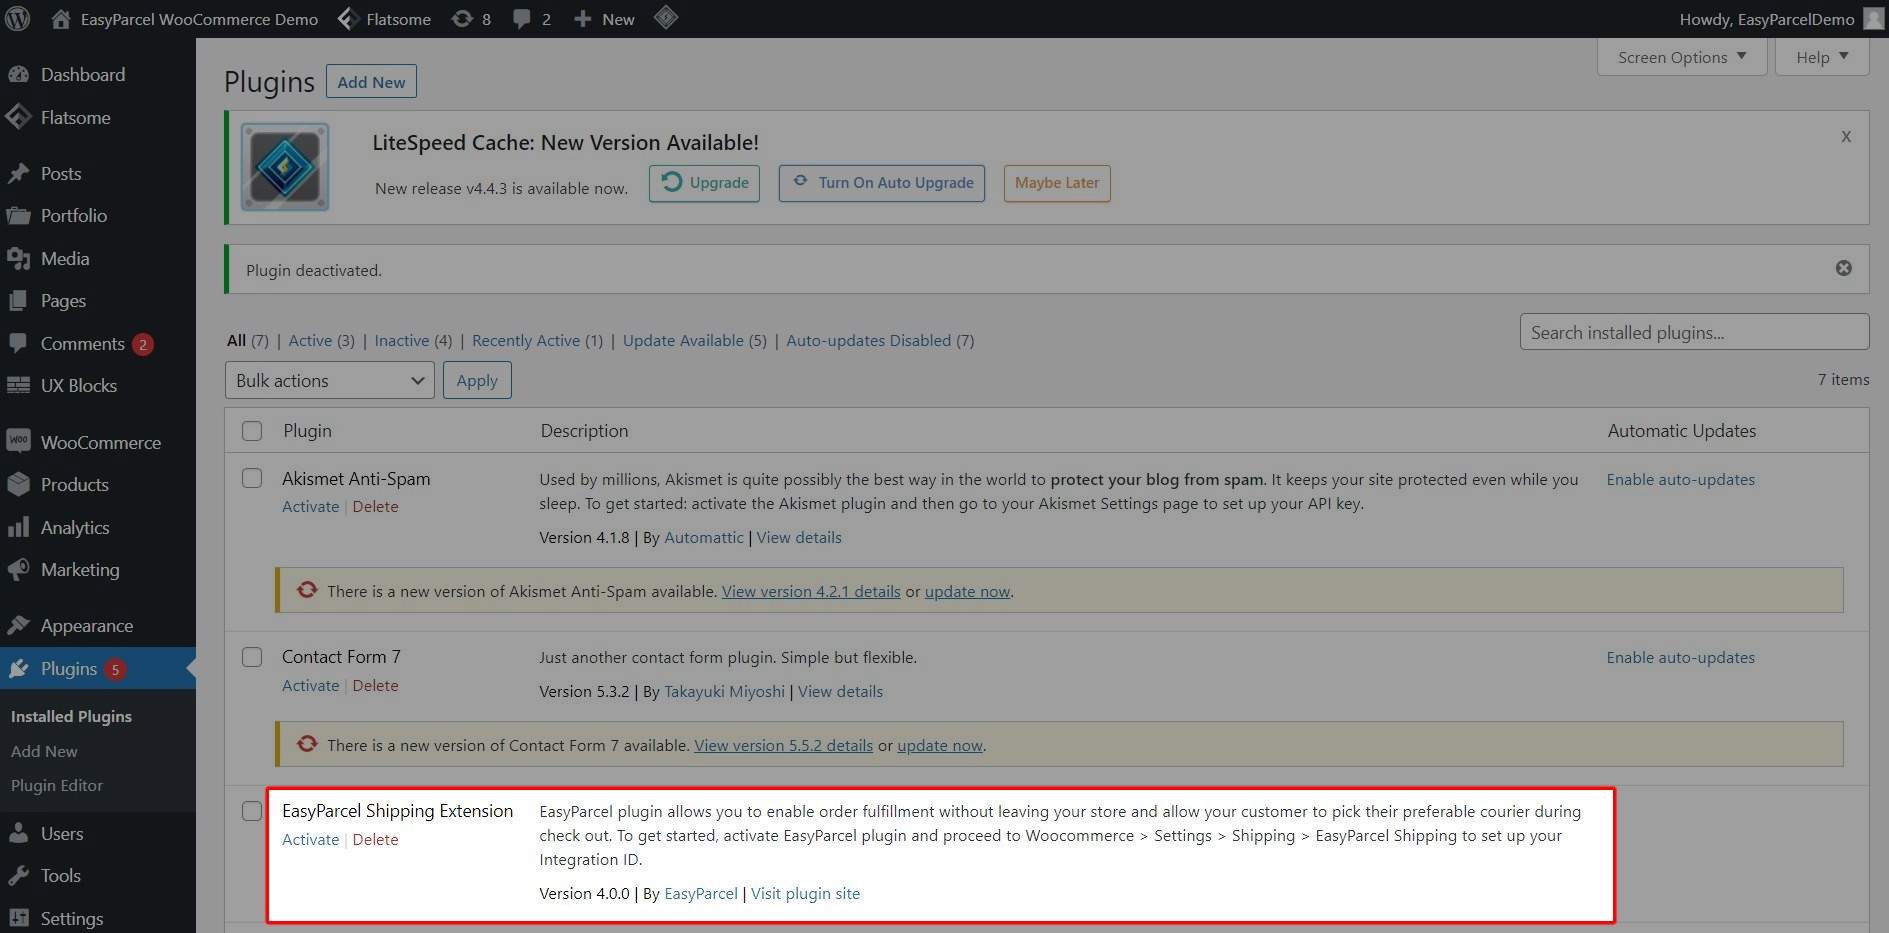 EasyParcel WooCommerce Demo Flatsome 8 2 New Howdy, EasyParcelDemo
Dashboard
Flatsome
Posts
Portfolio
Media
Pages
Comments 2
UX Blocks
WOO WooCommerce
Products
Analytics
Marketing
Appearance
Plugins 5
Installed Plugins
Add New
Plugin Editor
Users
Tools
Settings
Screen Options Help
Plugins Add New
LiteSpeed Cache: New Version Available! X
New release v4.4.3 is available now. Upgrade Turn On Auto Upgrade Maybe Later
Plugin deactivated.
All (7) | Active (3) | Inactive (4) | Recently Active (1) | Update Available (5) | Auto-updates Disabled (7)
Search installed plugins...
Bulk actions Apply 7 items
Plugin Description Automatic Updates
Akismet Anti-Spam
Activate | Delete
Used by millions, Akismet is quite possibly the best way in the world to protect your blog from spam. It keeps your site protected even while you
sleep. To get started: activate the Akismet plugin and then go to your Akismet Settings page to set up your API key.
Version 4.1.8 | By Automattic | View details
Enable auto-updates
There is a new version of Akismet Anti-Spam available. View version 4.2.1 details or update now.
Contact Form 7
Activate | Delete
Just another contact form plugin. Simple but flexible.
Version 5.3.2 | By Takayuki Miyoshi | View details
Enable auto-updates
There is a new version of Contact Form 7 available. View version 5.5.2 details or update now.
EasyParcel Shipping Extension
Activate | Delete
EasyParcel plugin allows you to enable order fulfillment without leaving your store and allow your customer to pick their preferable courier during
check out. To get started, activate EasyParcel plugin and proceed to Woocommerce > Settings > Shipping > EasyParcel Shipping to set up your
Integration ID.
Version 4.0.0 | By EasyParcel | Visit plugin site